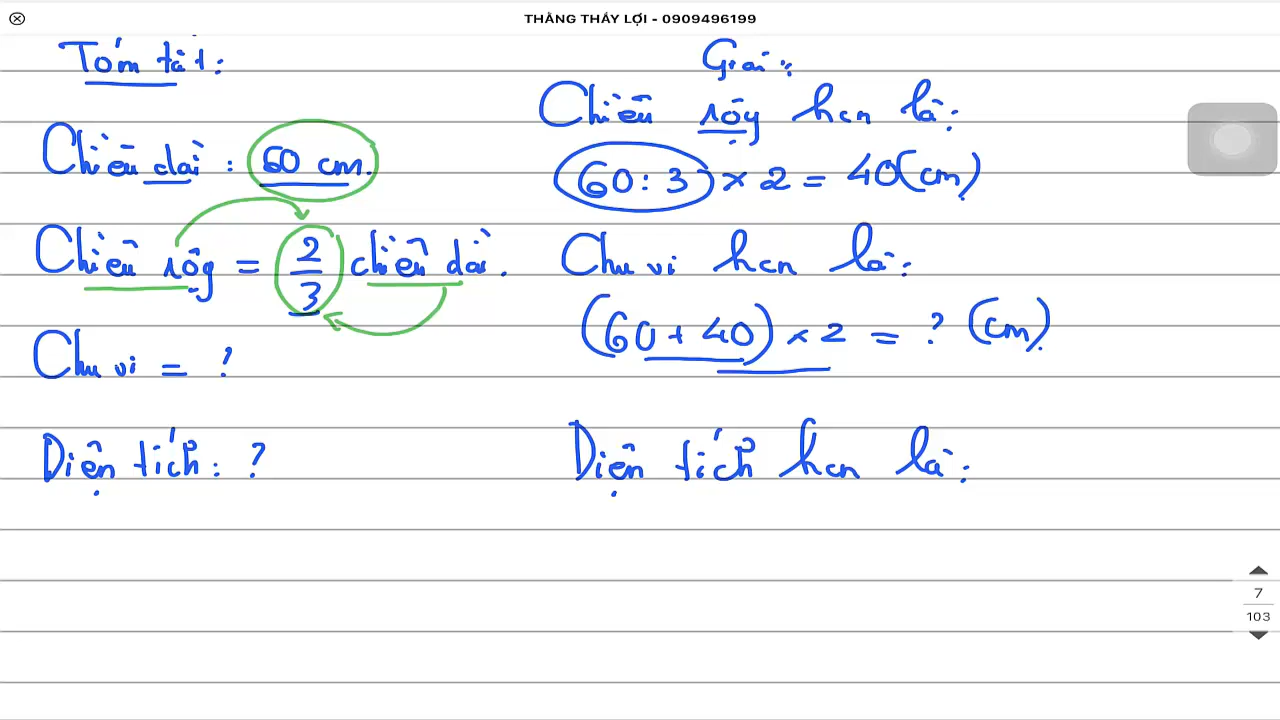 THẰNG THẦY LỢI - 0909496199
Tóm tắt:
Chiều dài: 60 cm.
Chiều rộg = 2/3 chiều dài.
Chu vi = ?
Diện tích: ?
Giải:
Chiều rộg hcn là:
(60 : 3) × 2 = 40 (cm)
Chu vi hcn là:
(60 + 40) × 2 = ? (cm)
Diện tích hcn là:
7
103